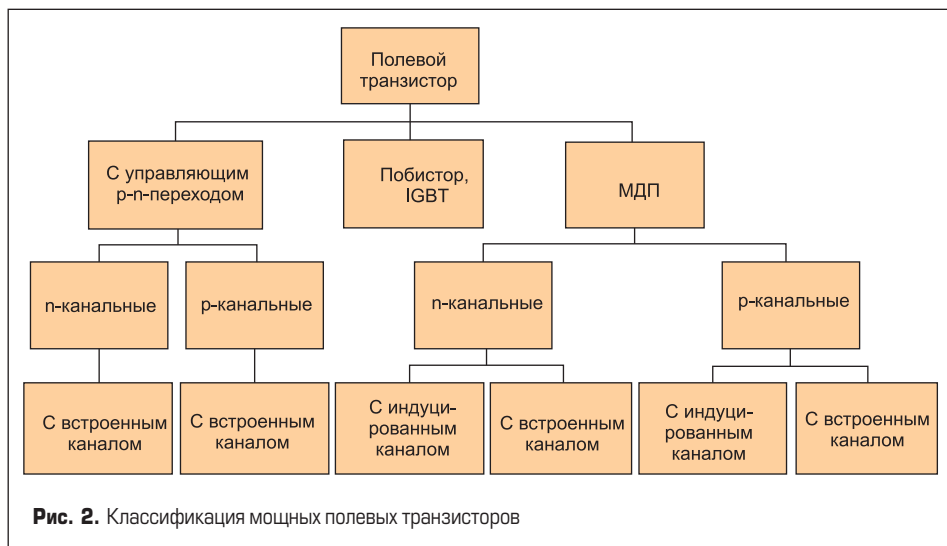 Полевой
транзистор
С управляющим
p-n-переходом
Побистор,
IGBT
МДП
n-канальные
p-канальные
n-канальные
p-канальные
С встроенным
каналом
С встроенным
каналом
С индуци-
рованным
каналом
С встроенным
каналом
С индуци-
рованным
каналом
С встроенным
каналом
Рис. 2. Классификация мощных полевых транзисторов